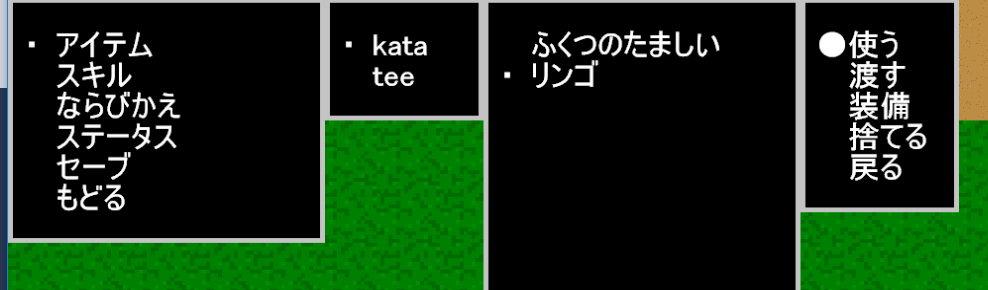 ・ アイテム
スキル
ならびかえ
ステータス
セーブ
もどる
・ kata
tee
ふくつのたましい
・ リンゴ
●使う
渡す
装備
捨てる
戻る